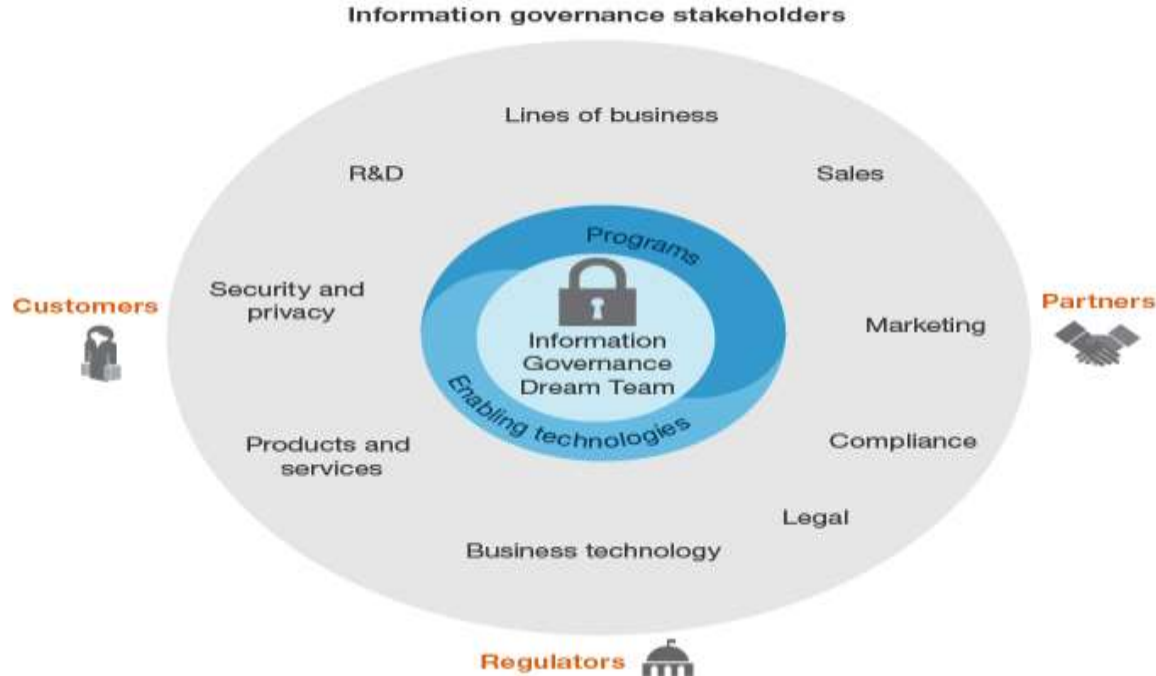 Information governance stakeholders
Lines of business
R&D
Sales
Programs
Security and
privacy
Customers
Partners
Marketing
Information
Governance
Dream Team
Enabling technologies
Products and
services
Compliance
Legal
Business technology
Regulators